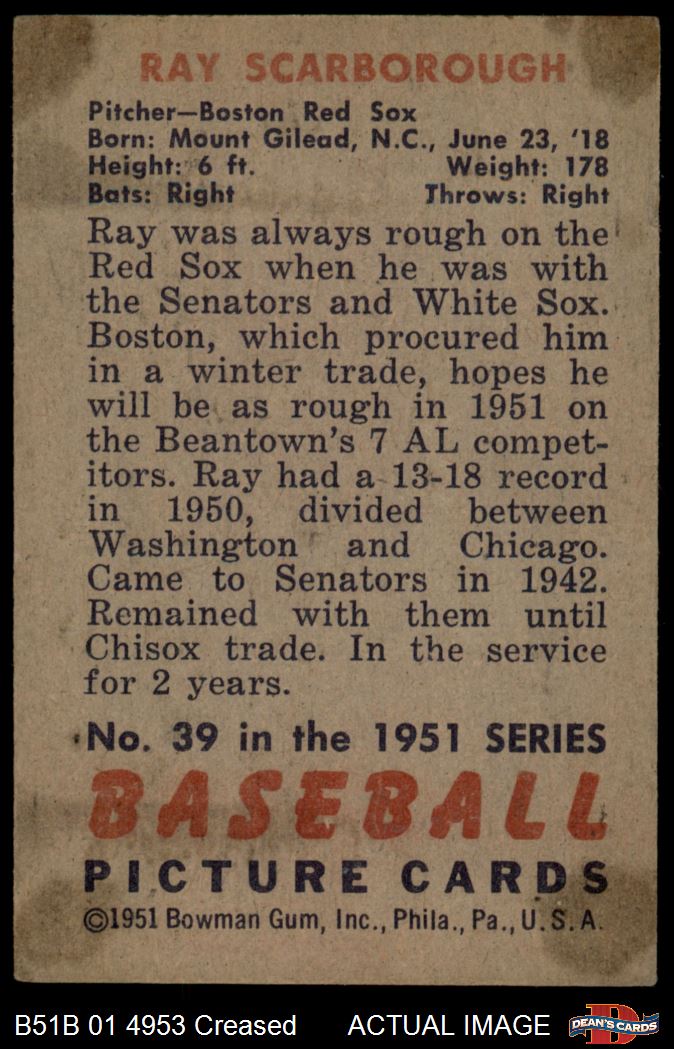 RAY SCARBOROUGH
Pitcher—Boston Red Sox
Born: Mount Gilead, N.C., June 23, '18
Height: 6 ft. Weight: 178
Bats: Right Throws: Right
Ray was always rough on the
Red Sox when he was with
the Senators and White Sox.
Boston, which procured him
in a winter trade, hopes he
will be as rough in 1951 on
the Beantown's 7 AL compet-
itors. Ray had a 13-18 record
in 1950, divided between
Washington and Chicago.
Came to Senators in 1942.
Remained with them until
Chisox trade. In the service
for 2 years.
No. 39 in the 1951 SERIES
BASEBALL
PICTURE CARDS
©1951 Bowman Gum, Inc., Phila., Pa., U.S.A.
B51B 01 4953 Creased ACTUAL IMAGE
D
DEAN'S CARDS